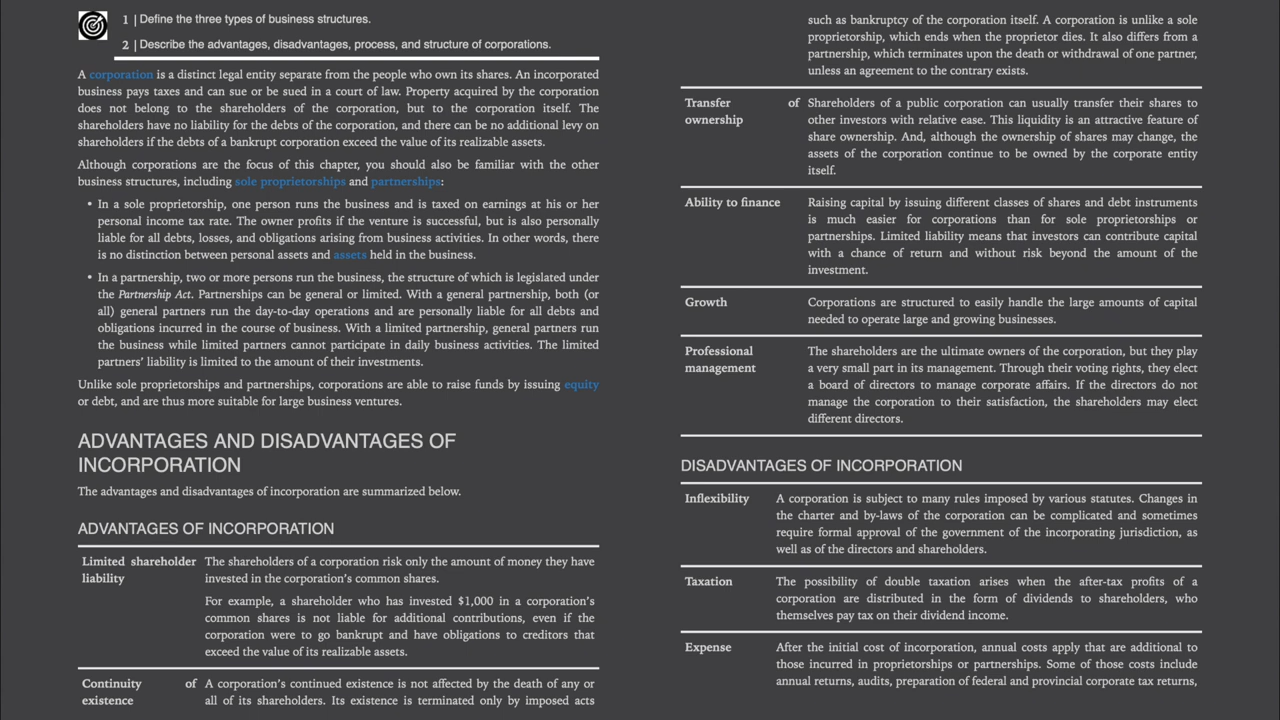 1 | Define the three types of business structures.
2 | Describe the advantages, disadvantages, process, and structure of corporations.
A corporation is a distinct legal entity separate from the people who own its shares. An incorporated
business pays taxes and can sue or be sued in a court of law. Property acquired by the corporation
does not belong to the shareholders of the corporation, but to the corporation itself. The
shareholders have no liability for the debts of the corporation, and there can be no additional levy on
shareholders if the debts of a bankrupt corporation exceed the value of its realizable assets.
Although corporations are the focus of this chapter, you should also be familiar with the other
business structures, including sole proprietorships and partnerships:
• In a sole proprietorship, one person runs the business and is taxed on earnings at his or her
personal income tax rate. The owner profits if the venture is successful, but is also personally
liable for all debts, losses, and obligations arising from business activities. In other words, there
is no distinction between personal assets and assets held in the business.
• In a partnership, two or more persons run the business, the structure of which is legislated under
the Partnership Act. Partnerships can be general or limited. With a general partnership, both (or
all) general partners run the day-to-day operations and are personally liable for all debts and
obligations incurred in the course of business. With a limited partnership, general partners run
the business while limited partners cannot participate in daily business activities. The limited
partners’ liability is limited to the amount of their investments.
Unlike sole proprietorships and partnerships, corporations are able to raise funds by issuing equity
or debt, and are thus more suitable for large business ventures.
ADVANTAGES AND DISADVANTAGES OF
INCORPORATION
The advantages and disadvantages of incorporation are summarized below.
ADVANTAGES OF INCORPORATION
Limited shareholder The shareholders of a corporation risk only the amount of money they have
liability invested in the corporation’s common shares.
For example, a shareholder who has invested $1,000 in a corporation’s
common shares is not liable for additional contributions, even if the
corporation were to go bankrupt and have obligations to creditors that
exceed the value of its realizable assets.
Continuity of A corporation’s continued existence is not affected by the death of any or
existence all of its shareholders. Its existence is terminated only by imposed acts
such as bankruptcy of the corporation itself. A corporation is unlike a sole
proprietorship, which ends when the proprietor dies. It also differs from a
partnership, which terminates upon the death or withdrawal of one partner,
unless an agreement to the contrary exists.
Transfer of Shareholders of a public corporation can usually transfer their shares to
ownership other investors with relative ease. This liquidity is an attractive feature of
share ownership. And, although the ownership of shares may change, the
assets of the corporation continue to be owned by the corporate entity
itself.
Ability to finance Raising capital by issuing different classes of shares and debt instruments
is much easier for corporations than for sole proprietorships or
partnerships. Limited liability means that investors can contribute capital
with a chance of return and without risk beyond the amount of the
investment.
Growth Corporations are structured to easily handle the large amounts of capital
needed to operate large and growing businesses.
Professional The shareholders are the ultimate owners of the corporation, but they play
management a very small part in its management. Through their voting rights, they elect
a board of directors to manage corporate affairs. If the directors do not
manage the corporation to their satisfaction, the shareholders may elect
different directors.
DISADVANTAGES OF INCORPORATION
Inflexibility A corporation is subject to many rules imposed by various statutes. Changes in
the charter and by-laws of the corporation can be complicated and sometimes
require formal approval of the government of the incorporating jurisdiction, as
well as of the directors and shareholders.
Taxation The possibility of double taxation arises when the after-tax profits of a
corporation are distributed in the form of dividends to shareholders, who
themselves pay tax on their dividend income.
Expense After the initial cost of incorporation, annual costs apply that are additional to
those incurred in proprietorships or partnerships. Some of those costs include
annual returns, audits, preparation of federal and provincial corporate tax returns,